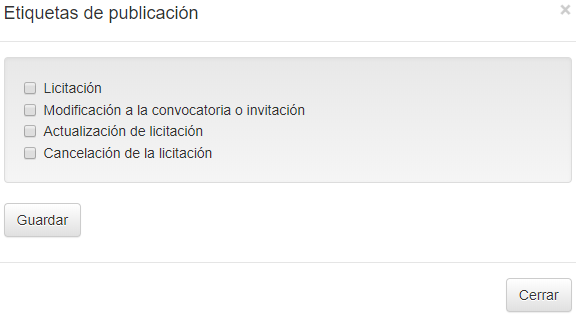 Etiquetas de publicación
×
Licitación
Modificación a la convocatoria o invitación
Actualización de licitación
Cancelación de la licitación
Guardar
Cerrar